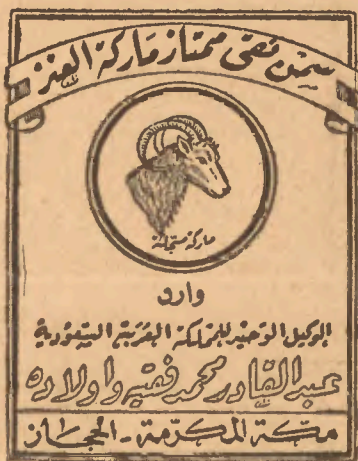 سمن نقي ممتاز ماركة العنز
ماركة مسجلة
وارد
الوكيل الوحيد للمملكة العربية السعودية
عبد القادر محمد فقيه واولاده
مكة المكرمة - الحجاز